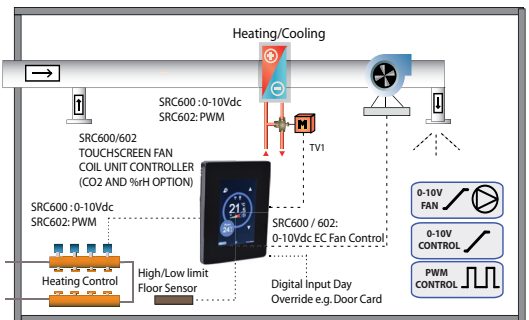 Heating/Cooling
SRC600 : 0-10Vdc
SRC602: PWM
M
TV1
SRC600/602
TOUCHSCREEN FAN
COIL UNIT CONTROLLER
(CO2 AND %rH OPTION)
21
SRC600 : 0-10Vdc
SRC602: PWM
SRC600 / 602:
0-10Vdc EC Fan Control
0-10V
FAN
0-10V
CONTROL
PWM
CONTROL
Heating Control
High/Low limit
Floor Sensor
Digital Input Day
Override e.g. Door Card